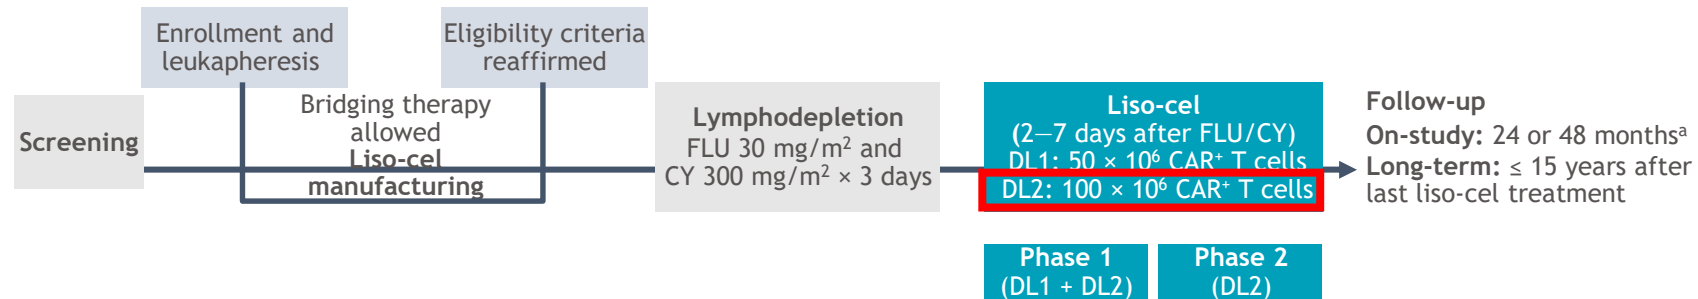 Enrollment and
leukapheresis
Eligibility criteria
reaffirmed
Screening
Bridging therapy
allowed
Liso-cel
manufacturing
Lymphodepletion
FLU 30 mg/m² and
CY 300 mg/m² × 3 days
Liso-cel
(2–7 days after FLU/CY)
DL1: 50 × 10⁶ CAR⁺ T cells
DL2: 100 × 10⁶ CAR⁺ T cells
Follow-up
On-study: 24 or 48 monthsᵃ
Long-term: ≤ 15 years after
last liso-cel treatment
Phase 1
(DL1 + DL2)
Phase 2
(DL2)